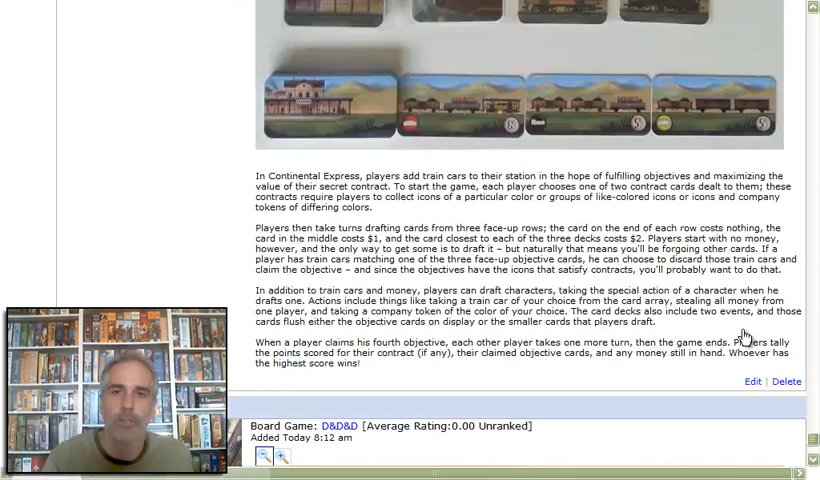 8
5
5
In Continental Express, players add train cars to their station in the hope of fulfilling objectives and maximizing the
value of their secret contract. To start the game, each player chooses one of two contract cards dealt to them; these
contracts require players to collect icons of a particular color or groups of like-colored icons or icons and company
tokens of differing colors.
Players then take turns drafting cards from three face-up rows; the card on the end of each row costs nothing, the
card in the middle costs $1, and the card closest to each of the three decks costs $2. Players start with no money,
however, and the only way to get some is to draft it – but naturally that means you'll be forgoing other cards. If a
player has train cars matching one of the three face-up objective cards, he can choose to discard those train cars and
claim the objective – and since the objectives have the icons that satisfy contracts, you'll probably want to do that.
In addition to train cars and money, players can draft characters, taking the special action of a character when he
drafts one. Actions include things like taking a train car of your choice from the card array, stealing all money from
one player, and taking a company token of the color of your choice. The card decks also include two events, and those
cards flush either the objective cards on display or the smaller cards that players draft.
When a player claims his fourth objective, each other player takes one more turn, then the game ends. Players tally
the points scored for their contract (if any), their claimed objective cards, and any money still in hand. Whoever has
the highest score wins!
Edit | Delete
Board Game: D&D&D [Average Rating:0.00 Unranked]
Added Today 8:12 am